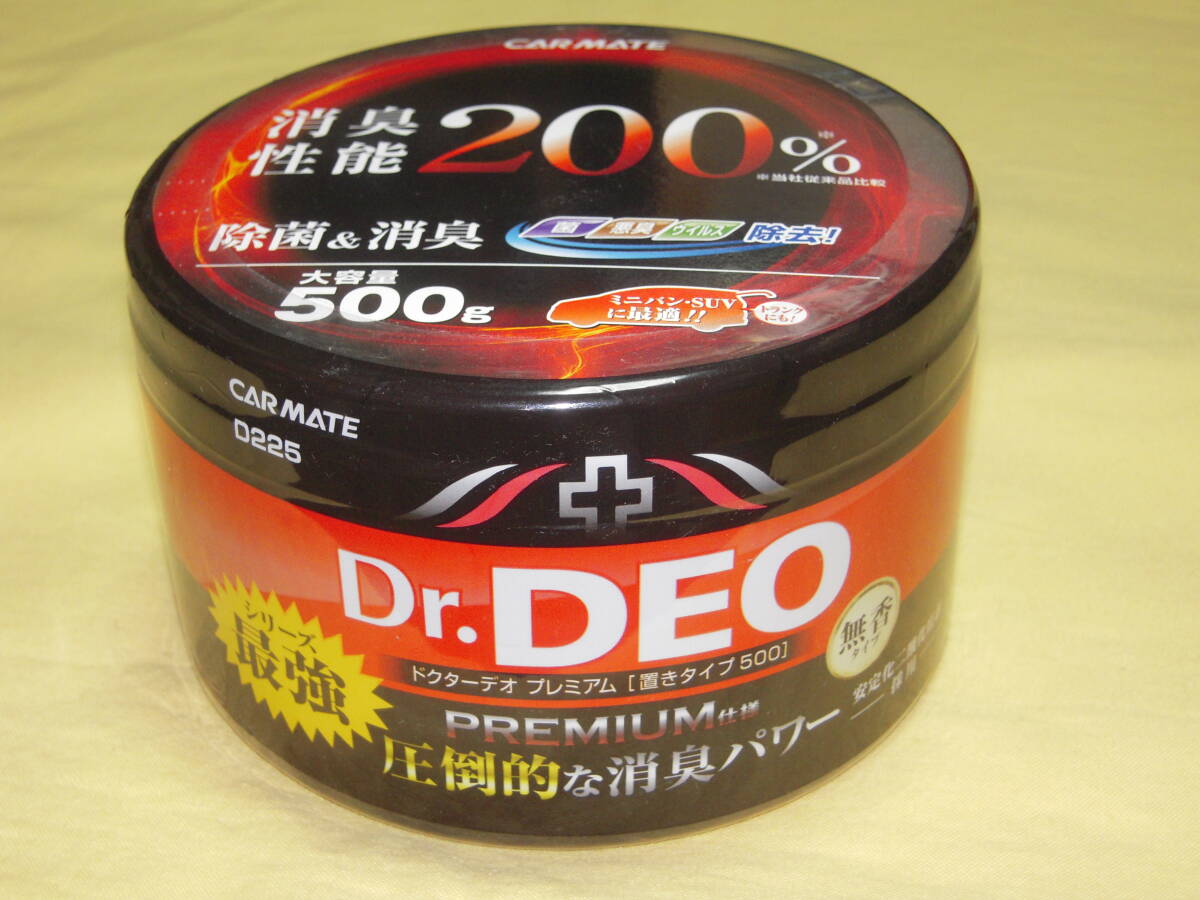 CARMATE
消臭
性能 200%※
※当社従来品比較
除菌&消臭 菌 悪臭 ウイルス 除去!
大容量
500g
ミニバン・SUV
に最適!!
トランク
にも!
CARMATE
D225
Dr.DEO
シリーズ
最強
無香
タイプ
ドクターデオ プレミアム [置きタイプ 500]
PREMIUM仕様
圧倒的な消臭パワー
安定化二酸化塩素
採用